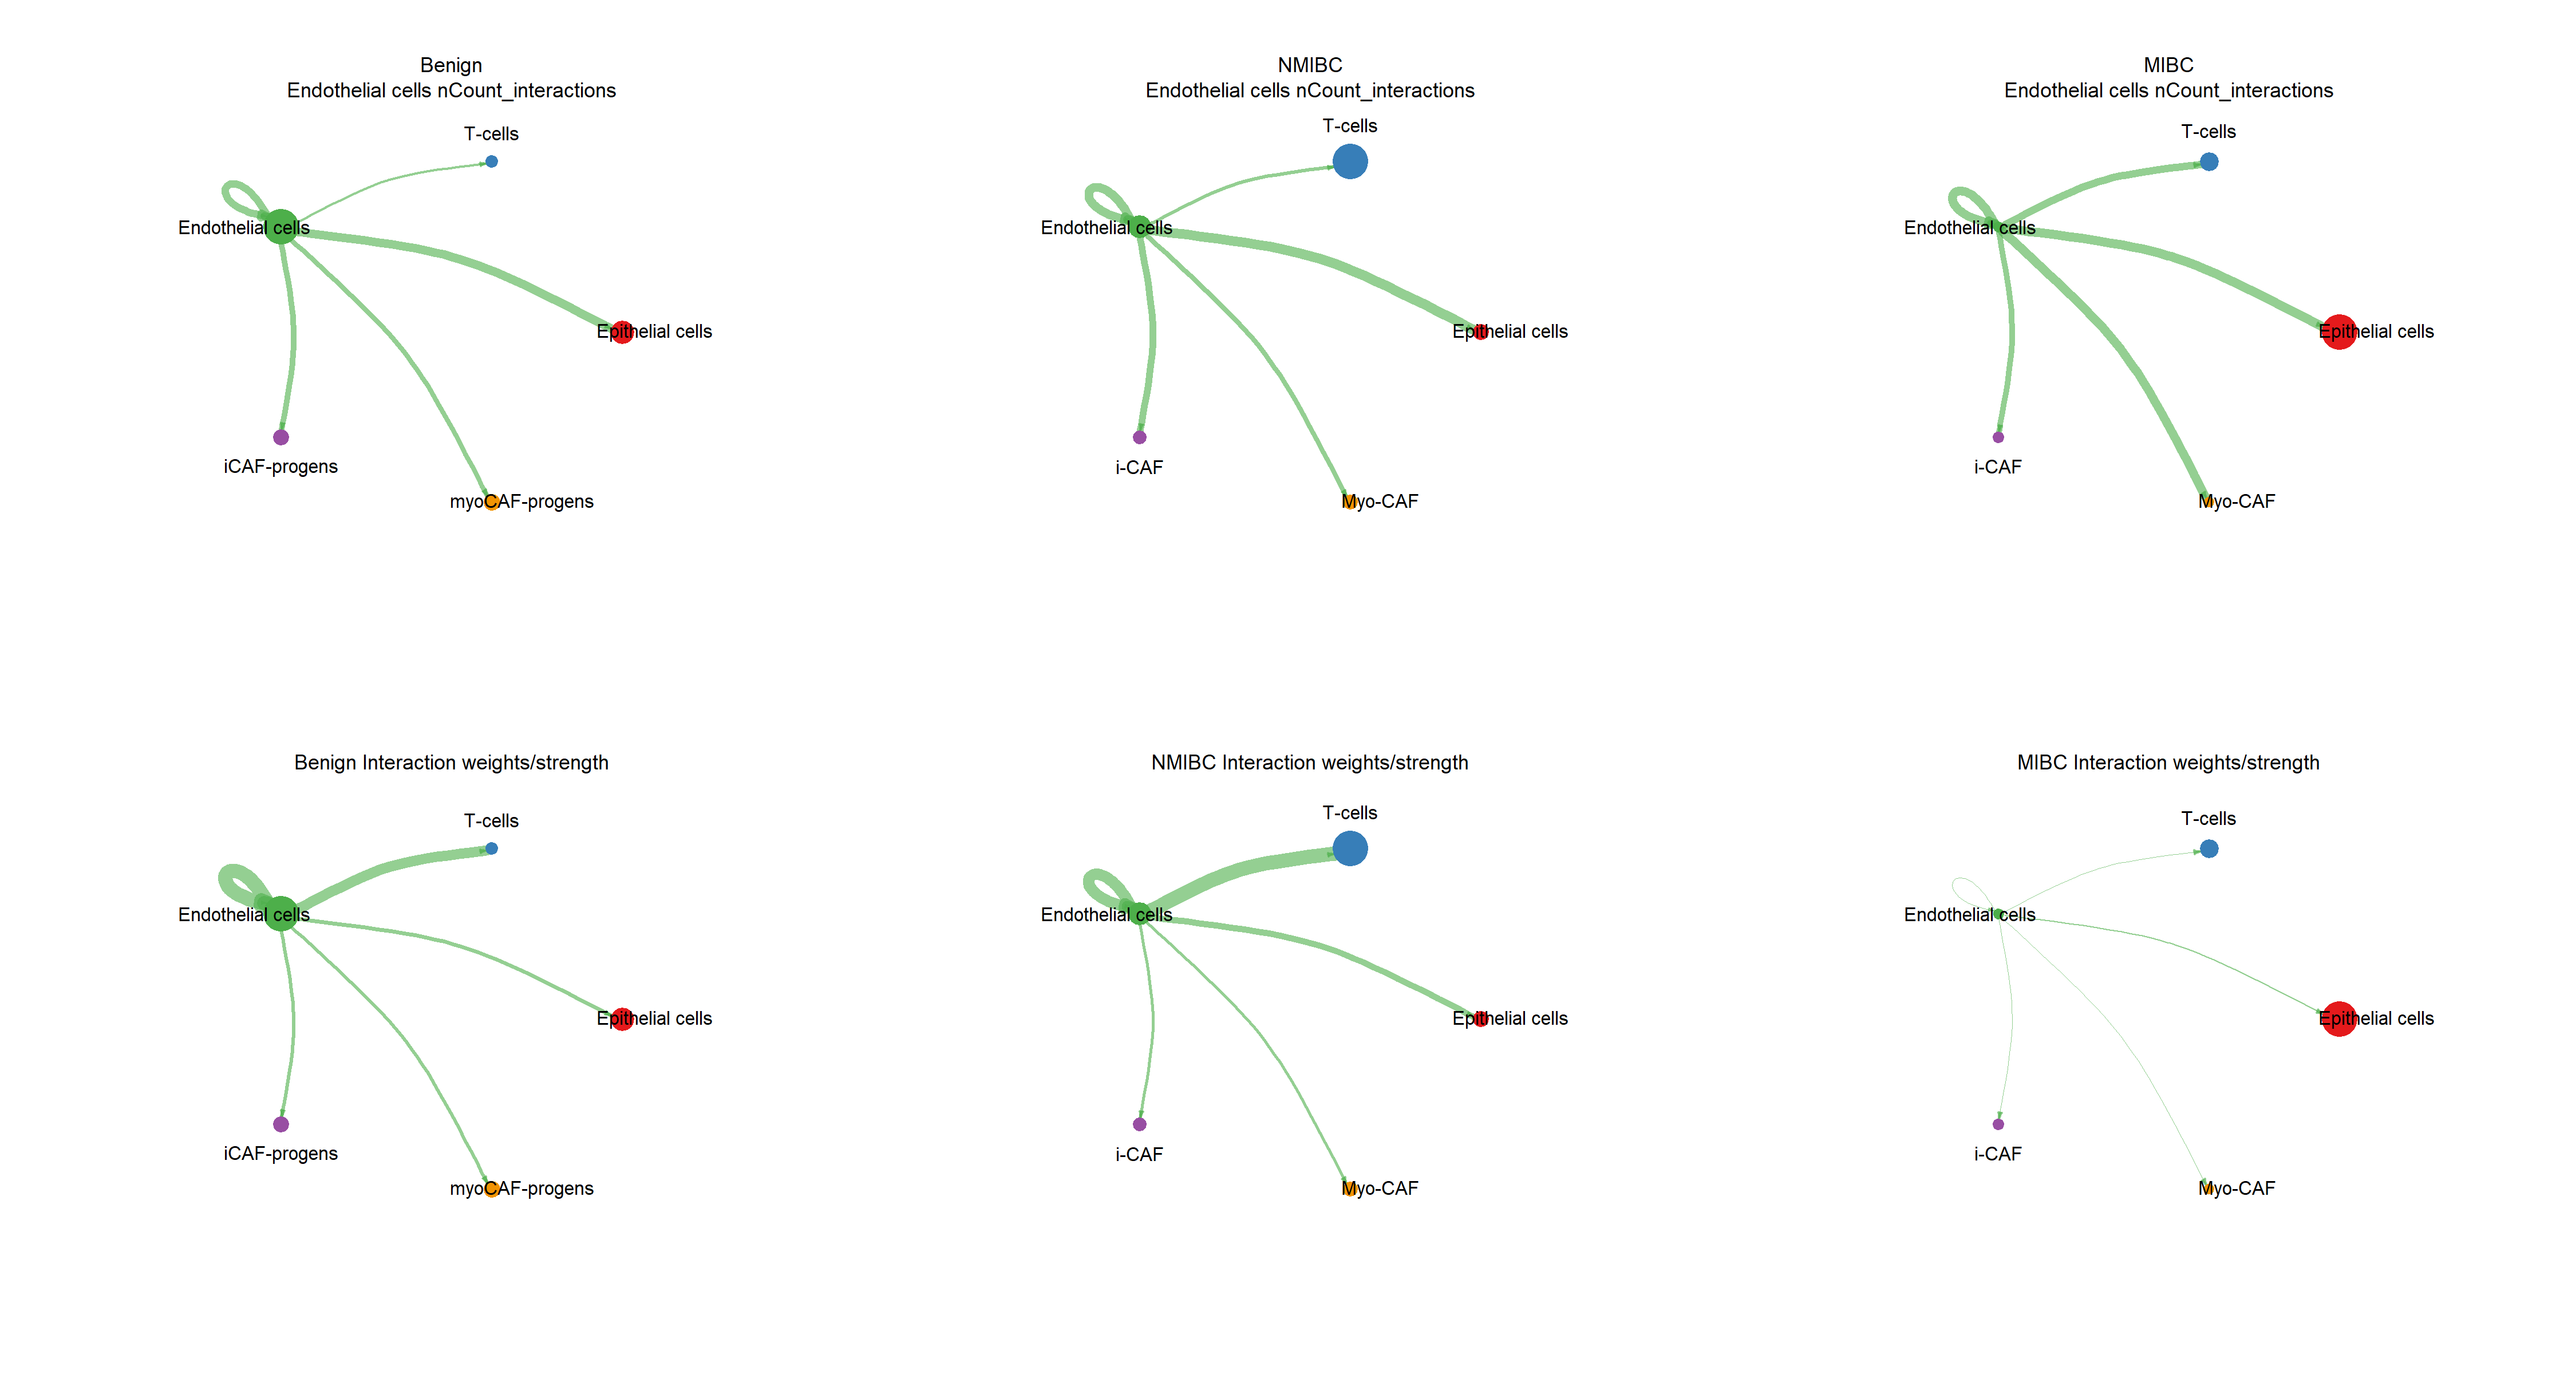 Benign
Endothelial cells nCount_interactions
T-cells
Endothelial cells
Epithelial cells
iCAF-progens
myoCAF-progens
NMIBC
Endothelial cells nCount_interactions
T-cells
Endothelial cells
Epithelial cells
i-CAF
Myo-CAF
MIBC
Endothelial cells nCount_interactions
T-cells
Endothelial cells
Epithelial cells
i-CAF
Myo-CAF
Benign Interaction weights/strength
T-cells
Endothelial cells
Epithelial cells
iCAF-progens
myoCAF-progens
NMIBC Interaction weights/strength
T-cells
Endothelial cells
Epithelial cells
i-CAF
Myo-CAF
MIBC Interaction weights/strength
T-cells
Endothelial cells
Epithelial cells
i-CAF
Myo-CAF